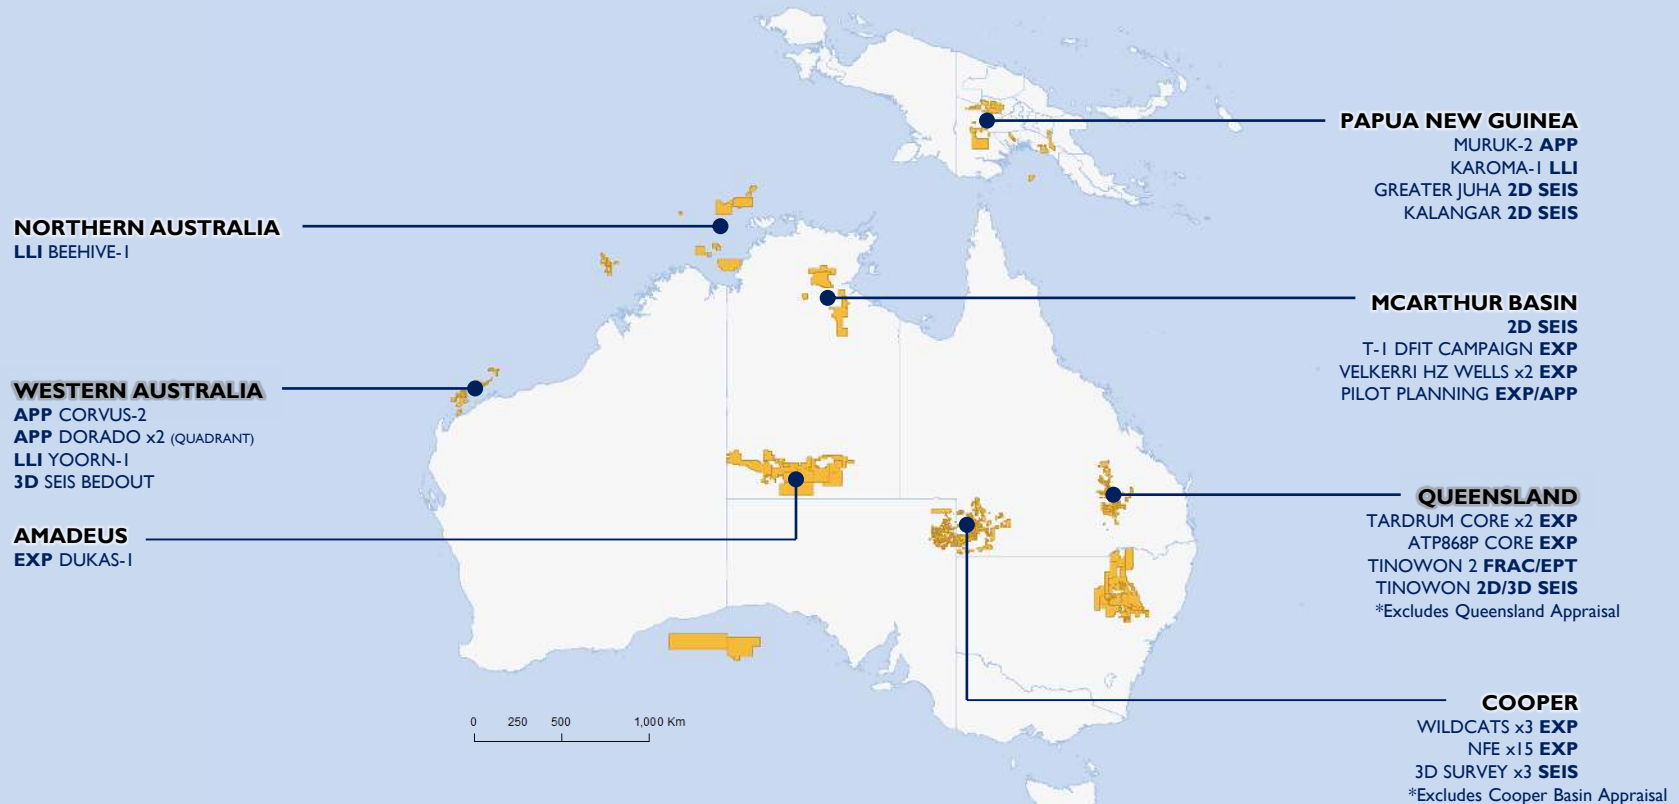 NORTHERN AUSTRALIA
LLI BEEHIVE-1
WESTERN AUSTRALIA
APP CORVUS-2
APP DORADO x2 (QUADRANT)
LLI YOORN-1
3D SEIS BEDOUT
AMADEUS
EXP DUKAS-1
PAPUA NEW GUINEA
MURUK-2 APP
KAROMA-1 LLI
GREATER JUHA 2D SEIS
KALANGAR 2D SEIS
MCARTHUR BASIN
2D SEIS
T-1 DFIT CAMPAIGN EXP
VELKERRI HZ WELLS x2 EXP
PILOT PLANNING EXP/APP
QUEENSLAND
TARDRUM CORE x2 EXP
ATP868P CORE EXP
TINOWON 2 FRAC/EPT
TINOWON 2D/3D SEIS
*Excludes Queensland Appraisal
COOPER
WILDCATS x3 EXP
NFE x15 EXP
3D SURVEY x3 SEIS
*Excludes Cooper Basin Appraisal
0 250 500 1,000 Km